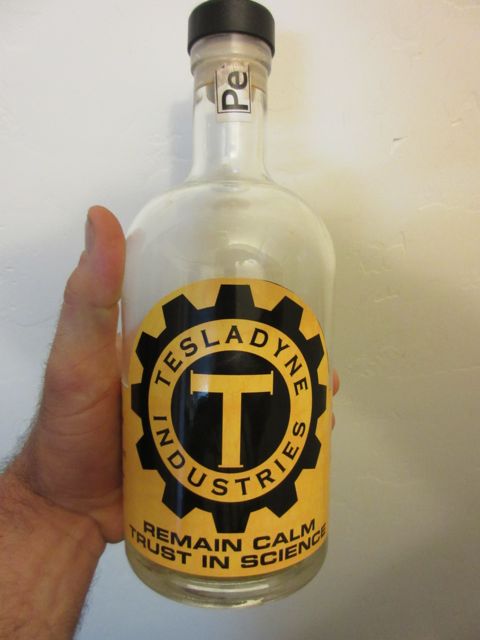 Pe
TESLADYNE
T
INDUSTRIES
REMAIN CALM
TRUST IN SCIENCE